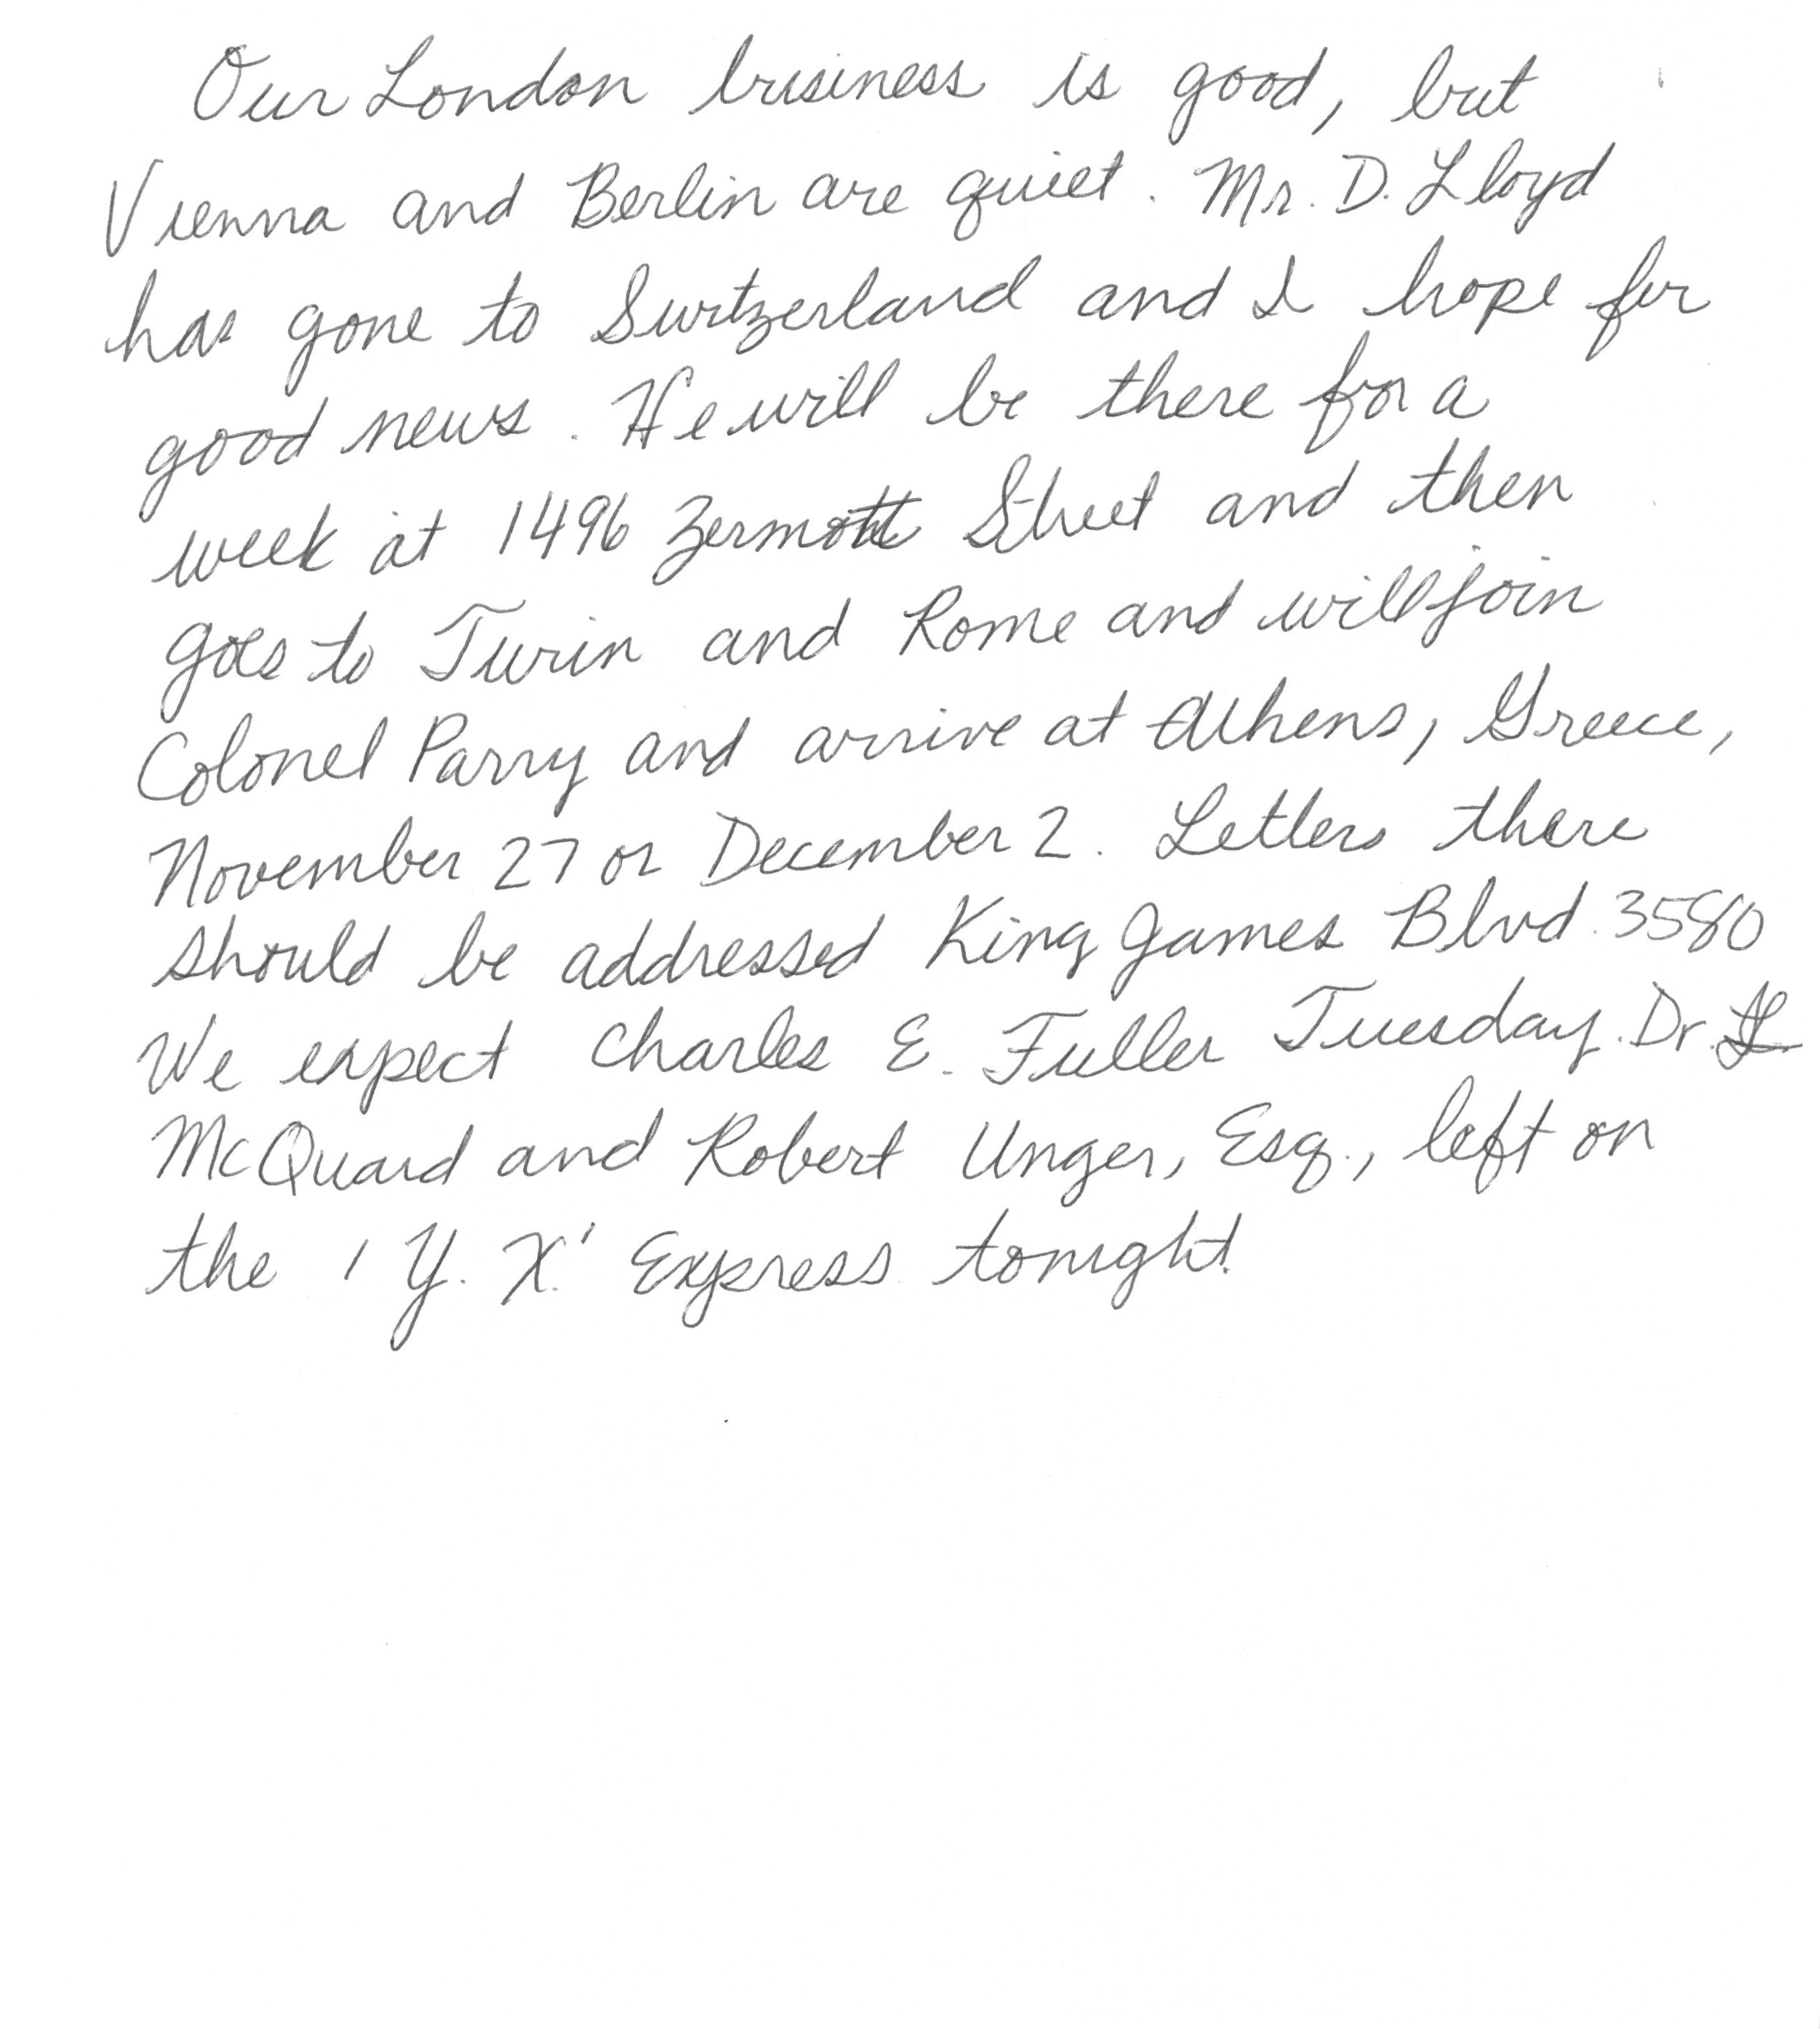 Our London business is good, but
Vienna and Berlin are quiet. Mr. D. Lloyd
has gone to Switzerland and I hope for
good news. He will be there for a
week at 1496 Zermott Street and then
goes to Turin and Rome and will join
Colonel Parry and arrive at Athens, Greece,
November 27 or December 2. Letters there
should be addressed King James Blvd. 3580
We expect Charles E. Fuller Tuesday. Dr. L.
McQuaid and Robert Unger, Esq., left on
the 'Y. X.' Express tonight.